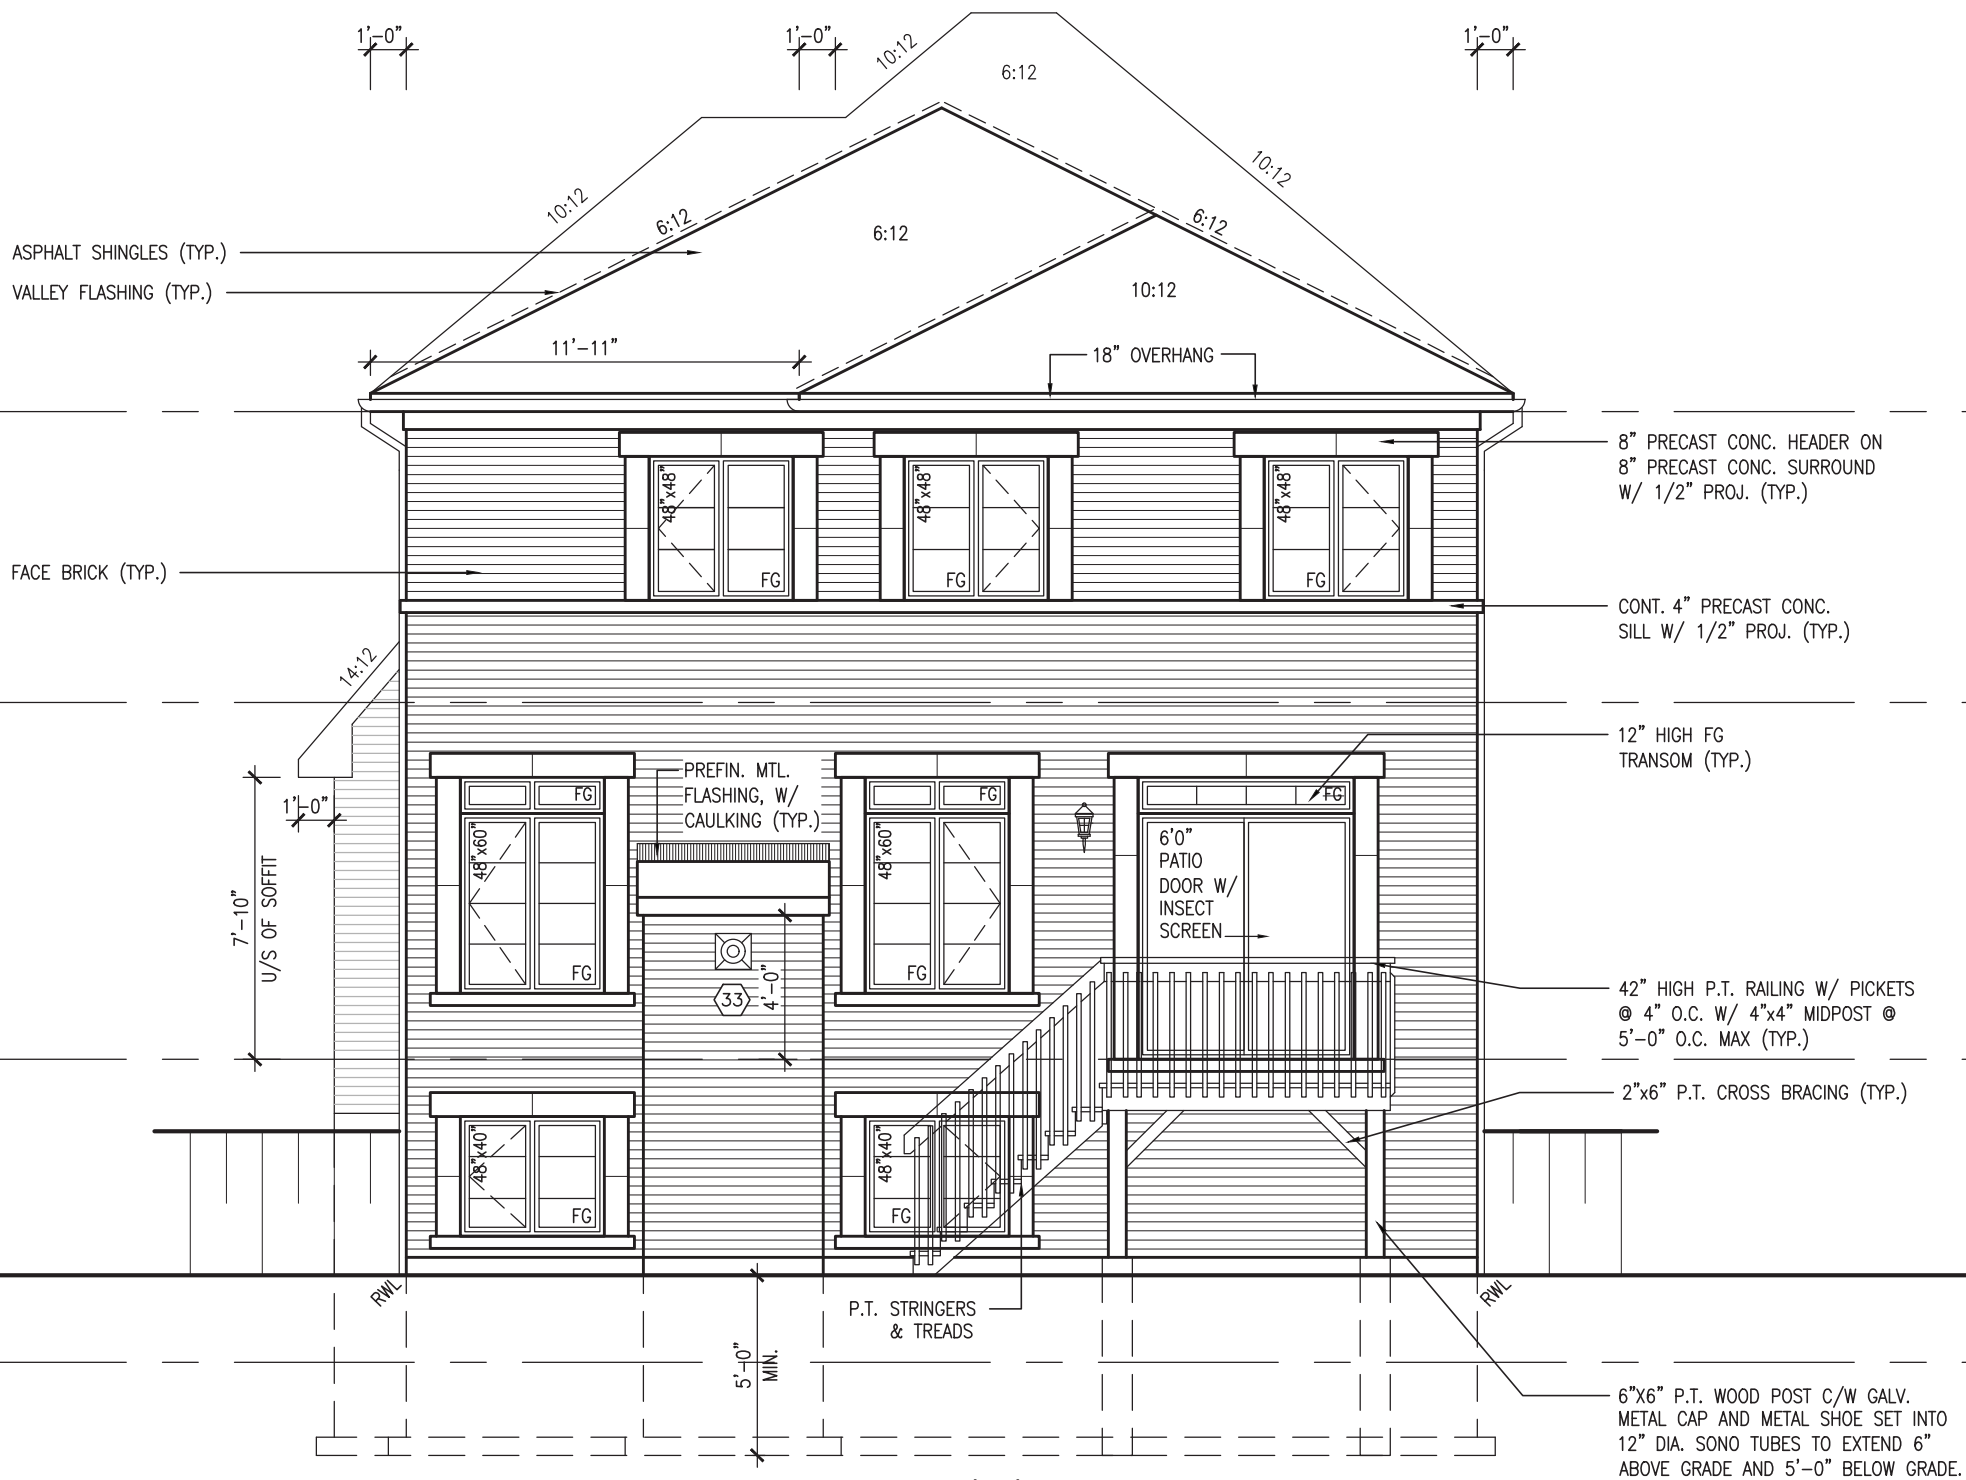 1'-0"
1'-0"
1'-0"
10:12
6:12
10:12
10:12
6:12
6:12
6:12
10:12
ASPHALT SHINGLES (TYP.)
VALLEY FLASHING (TYP.)
11'-11"
18" OVERHANG
8" PRECAST CONC. HEADER ON
8" PRECAST CONC. SURROUND
W/ 1/2" PROJ. (TYP.)
48"x48"
FG
48"x48"
FG
48"x48"
FG
FACE BRICK (TYP.)
CONT. 4" PRECAST CONC.
SILL W/ 1/2" PROJ. (TYP.)
14:12
12" HIGH FG
TRANSOM (TYP.)
PREFIN. MTL.
FLASHING, W/
CAULKING (TYP.)
FG
FG
FG
1'-0"
48"x60"
FG
48"x60"
FG
6'0"
PATIO
DOOR W/
INSECT
SCREEN
7'-10"
U/S OF SOFFIT
33
4'-0"
42" HIGH P.T. RAILING W/ PICKETS
@ 4" O.C. W/ 4"x4" MIDPOST @
5'-0" O.C. MAX (TYP.)
2"x6" P.T. CROSS BRACING (TYP.)
48"x40"
FG
48"x40"
FG
RWL
RWL
P.T. STRINGERS
& TREADS
5'-0"
MIN.
6"X6" P.T. WOOD POST C/W GALV.
METAL CAP AND METAL SHOE SET INTO
12" DIA. SONO TUBES TO EXTEND 6"
ABOVE GRADE AND 5'-0" BELOW GRADE.